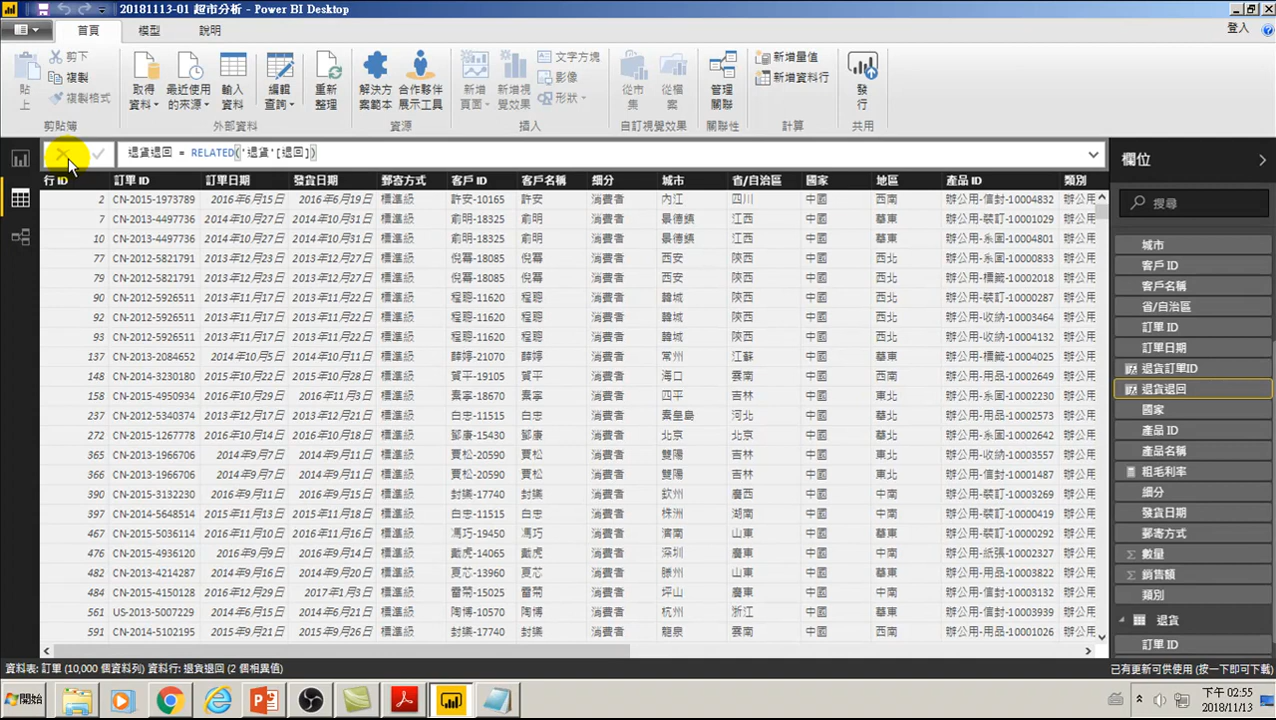 20181113-01 超市分析 - Power BI Desktop
首頁 模型 說明 登入
貼上 剪下 複製 複製格式 剪貼簿
取得資料 最近使用的來源 輸入資料 編輯查詢 重新整理 外部資料
解決方案範本 合作夥伴展示工具 資源
新增頁面 新增視覺效果 文字方塊 影像 形狀 插入
從市集 從檔案 自訂視覺效果
管理關聯 關聯性
新增量值 新增資料行 計算
發行 共用
退貨退回 = RELATED('退貨'[退回])
行 ID 訂單 ID 訂單日期 發貨日期 郵寄方式 客戶 ID 客戶名稱 細分 城市 省/自治區 國家 地區 產品 ID 類別
2 CN-2015-1973789 2016年6月15日 2016年6月19日 標準級 許安-10165 許安 消費者 內江 四川 中國 西南 辦公用-信封-10004832 辦公用
7 CN-2013-4497736 2014年10月27日 2014年10月31日 標準級 俞明-18325 俞明 消費者 景德鎮 江西 中國 華東 辦公用-裝訂-10001029 辦公用
10 CN-2013-4497736 2014年10月27日 2014年10月31日 標準級 俞明-18325 俞明 消費者 景德鎮 江西 中國 華東 辦公用-系固-10004801 辦公用
77 CN-2012-5821791 2013年12月23日 2013年12月27日 標準級 倪冪-18085 倪冪 消費者 西安 陝西 中國 西北 辦公用-系固-10000833 辦公用
79 CN-2012-5821791 2013年12月23日 2013年12月27日 標準級 倪冪-18085 倪冪 消費者 西安 陝西 中國 西北 辦公用-標籤-10002018 辦公用
90 CN-2012-5926511 2013年11月17日 2013年11月22日 標準級 程聰-11620 程聰 消費者 韓城 陝西 中國 西北 辦公用-裝訂-10000287 辦公用
92 CN-2012-5926511 2013年11月17日 2013年11月22日 標準級 程聰-11620 程聰 消費者 韓城 陝西 中國 西北 辦公用-收納-10003464 辦公用
93 CN-2012-5926511 2013年11月17日 2013年11月22日 標準級 程聰-11620 程聰 消費者 韓城 陝西 中國 西北 辦公用-收納-10004132 辦公用
137 CN-2013-2084652 2014年10月5日 2014年10月11日 標準級 薛婷-21070 薛婷 消費者 常州 江蘇 中國 華東 辦公用-標籤-10004025 辦公用
148 CN-2014-3230180 2015年10月22日 2015年10月28日 標準級 賀平-19105 賀平 消費者 海口 雲南 中國 西南 辦公用-用品-10002649 辦公用
158 CN-2015-4950934 2016年10月30日 2016年11月3日 標準級 袁寧-18670 袁寧 消費者 四平 吉林 中國 東北 辦公用-系固-10002230 辦公用
237 CN-2012-5340374 2013年12月17日 2013年12月21日 標準級 白忠-11515 白忠 消費者 秦皇島 河北 中國 華北 辦公用-用品-10002573 辦公用
272 CN-2015-1267778 2016年10月14日 2016年10月18日 標準級 鄒康-15430 鄒康 消費者 北京 北京 中國 華北 辦公用-系固-10002642 辦公用
365 CN-2013-1966706 2014年9月7日 2014年9月11日 標準級 賈松-20590 賈松 消費者 雙陽 吉林 中國 東北 辦公用-收納-10003557 辦公用
366 CN-2013-1966706 2014年9月7日 2014年9月11日 標準級 賈松-20590 賈松 消費者 雙陽 吉林 中國 東北 辦公用-信封-10001487 辦公用
390 CN-2015-3132230 2016年9月11日 2016年9月15日 標準級 消費者 欽州 廣西 中國 中南 辦公用-裝訂-10003269 辦公用
397 CN-2014-5648514 2015年11月13日 2015年11月17日 標準級 白忠-11515 白忠 消費者 株洲 湖南 中國 中南 辦公用-裝訂-10000419 辦公用
467 CN-2015-5036114 2016年11月10日 標準級 馮巧-19045 馮巧 消費者 濱南 山東 中國 華東 辦公用-收納-10000292 辦公用
476 CN-2015-4936120 2016年9月9日 2016年9月14日 標準級 戴虎-14065 戴虎 消費者 深圳 廣東 中國 中南 辦公用-紙張-10002327 辦公用
482 CN-2013-4214287 2014年9月16日 2014年9月20日 標準級 夏芯-13960 夏芯 消費者 滕州 山東 中國 華東 辦公用-信封-10003822 辦公用
484 CN-2015-4150128 2016年12月29日 2017年1月3日 標準級 雷菊-15025 雷菊 消費者 坪山 廣東 中國 中南 辦公用-信封-10003132 辦公用
561 US-2013-5007229 2014年6月15日 2014年6月21日 標準級 陶博-10570 陶博 消費者 杭州 浙江 中國 華東 辦公用-信封-10003939 辦公用
591 CN-2014-5102195 2015年9月21日 2015年9月26日 標準級 消費者 龍泉 雲南 中國 西南 辦公用-用品-10001026 辦公用
欄位
搜尋
城市
客戶 ID
客戶名稱
省/自治區
訂單 ID
訂單日期
退貨訂單ID
退貨退回
國家
產品 ID
產品名稱
粗毛利率
細分
發貨日期
郵寄方式
數量
銷售額
類別
退貨
訂單 ID
資料表: 訂單 (10,000 個資料列) 資料行: 退貨退回 (2 個相異值)
已有更新可供使用 (按一下即可下載)
開始
下午 02:55
2018/11/13